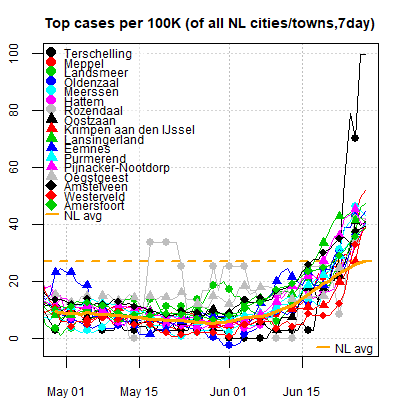 Top cases per 100K (of all NL cities/towns,7day)
100
80
60
40
20
0
Terschelling
Meppel
Landsmeer
Oldenzaal
Meerssen
Hattem
Rozendaal
Oostzaan
Krimpen aan den IJssel
Lansingerland
Eemnes
Purmerend
Pijnacker-Nootdorp
Oegstgeest
Amstelveen
Westerveld
Amersfoort
NL avg
NL avg
May 01
May 15
Jun 01
Jun 15